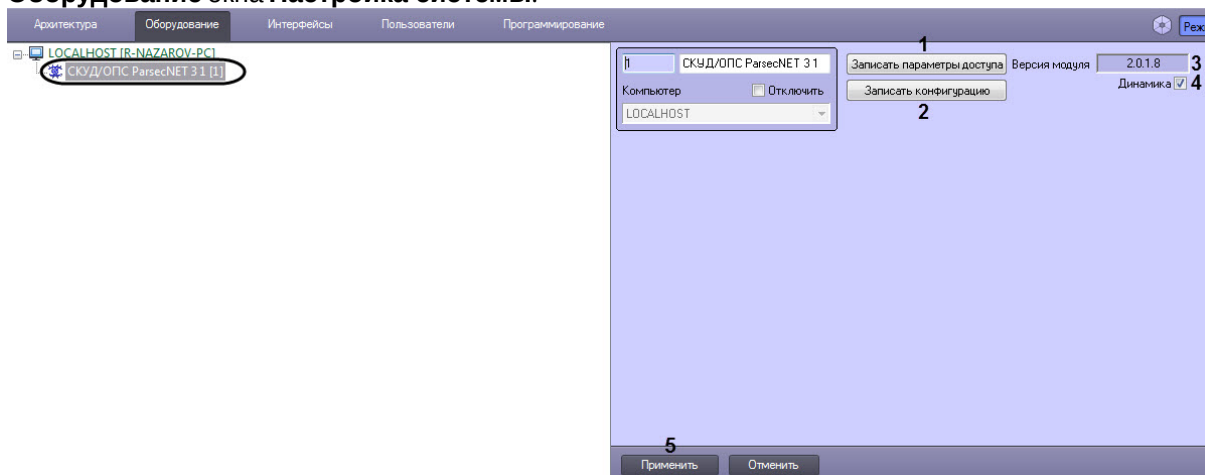 Оборудование окна Настройка системы.
Архитектура Оборудование Интерфейсы Пользователи Программирование Реж
LOCALHOST [R-NAZAROV-PC]
СКУД/ОПС ParsecNET 3 1 [1]
1
1 СКУД/ОПС ParsecNET 3 1 Записать параметры доступа Версия модуля 2.0.1.8 3
Компьютер Отключить Записать конфигурацию Динамика 4
LOCALHOST 2
5
Применить Отменить